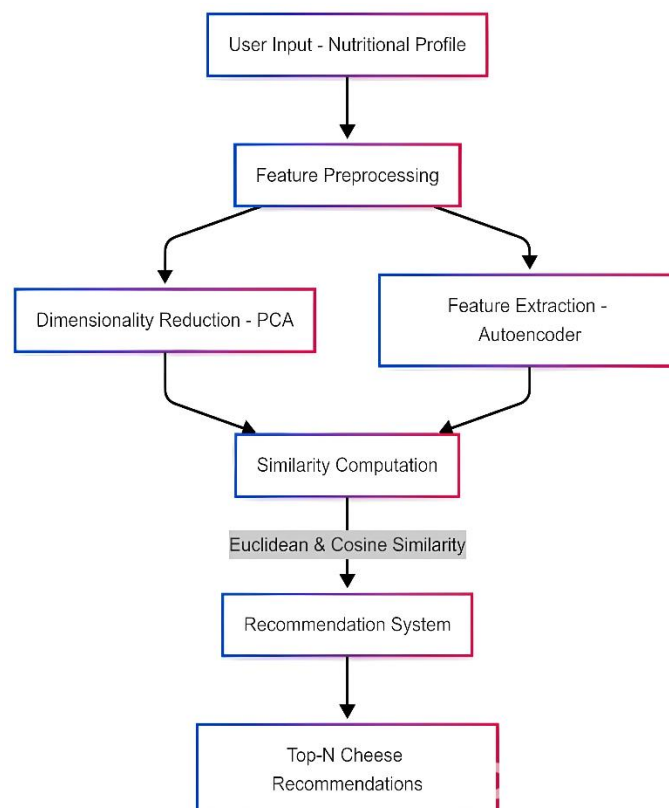 User Input - Nutritional Profile
Feature Preprocessing
Dimensionality Reduction - PCA
Feature Extraction -
Autoencoder
Similarity Computation
Euclidean & Cosine Similarity
Recommendation System
Top-N Cheese
Recommendations